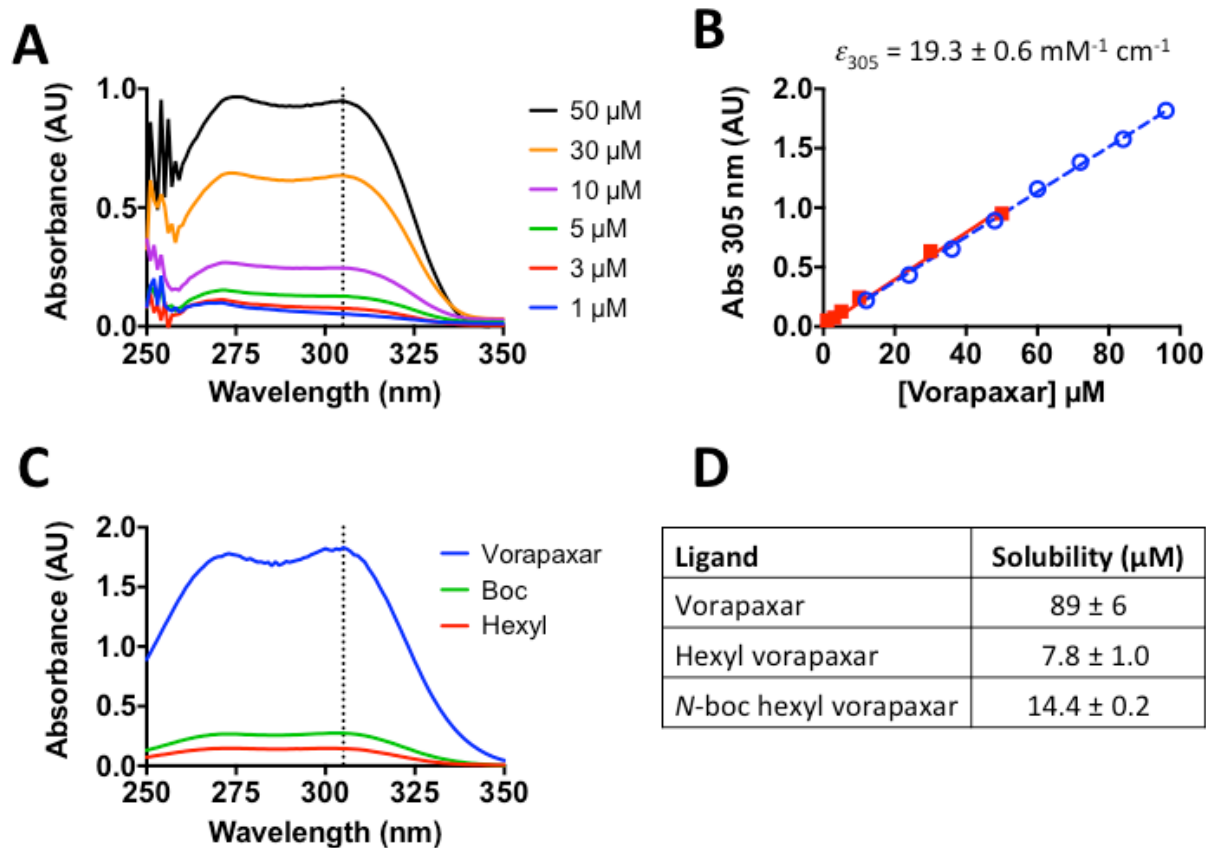 A
Absorbance (AU)
1.0
0.5
0.0
250 275 300 325 350
Wavelength (nm)
50 µM
30 µM
10 µM
5 µM
3 µM
1 µM
B
ε305 = 19.3 ± 0.6 mM-1 cm-1
Abs 305 nm (AU)
2.0
1.5
1.0
0.5
0.0
0 20 40 60 80 100
[Vorapaxar] µM
C
Absorbance (AU)
2.0
1.5
1.0
0.5
0.0
250 275 300 325 350
Wavelength (nm)
Vorapaxar
Boc
Hexyl
D
Ligand Solubility (µM)
Vorapaxar 89 ± 6
Hexyl vorapaxar 7.8 ± 1.0
N-boc hexyl vorapaxar 14.4 ± 0.2